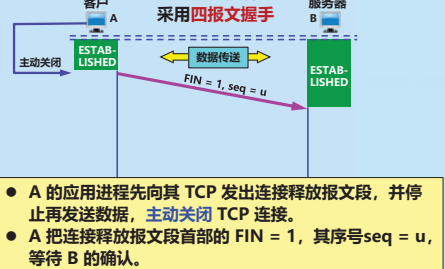 客户
服务器
采用四报文握手
A
B
主动关闭
ESTAB-
LISHED
数据传送
ESTAB-
LISHED
FIN = 1, seq = u
● A 的应用进程先向其 TCP 发出连接释放报文段，并停
止再发送数据，主动关闭 TCP 连接。
● A 把连接释放报文段首部的 FIN = 1，其序号seq = u，
等待 B 的确认。